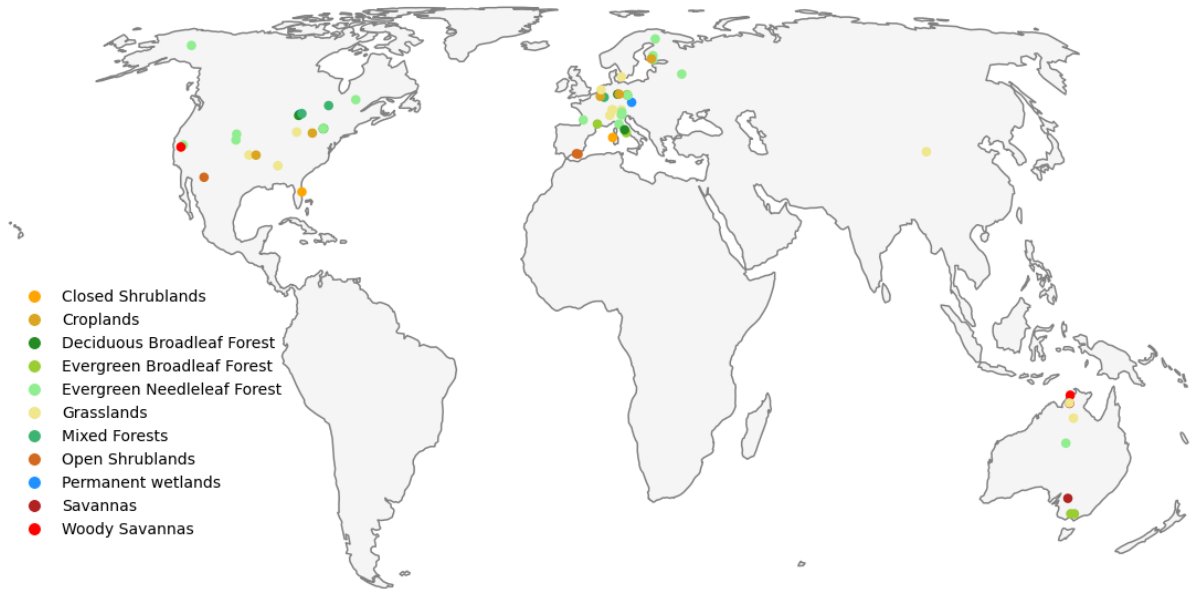 Closed Shrublands
Croplands
Deciduous Broadleaf Forest
Evergreen Broadleaf Forest
Evergreen Needleleaf Forest
Grasslands
Mixed Forests
Open Shrublands
Permanent wetlands
Savannas
Woody Savannas